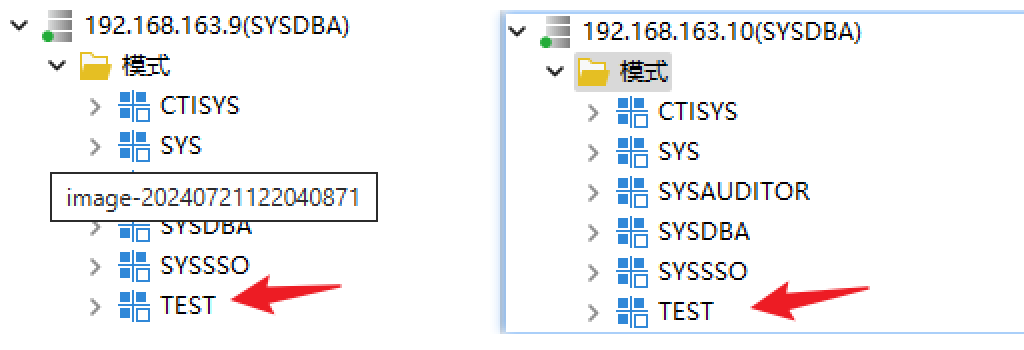 192.168.163.9(SYSDBA)
模式
CTISYS
SYS
image-20240721122040871
SYSDBA
SYSSSO
TEST
192.168.163.10(SYSDBA)
模式
CTISYS
SYS
SYSAUDITOR
SYSDBA
SYSSSO
TEST